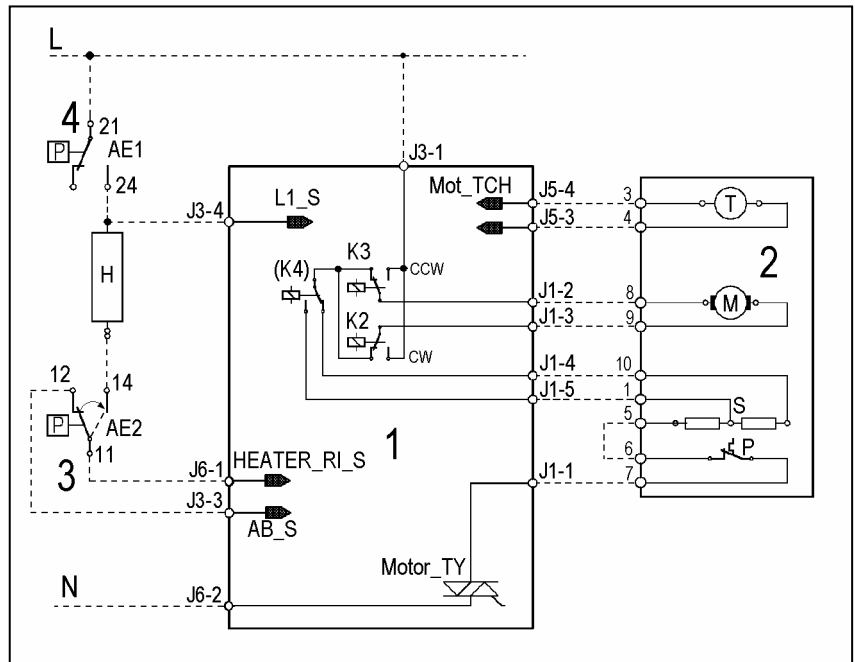 L
4
21
P
AE1
24
J3-1
J3-4
L1_S
Mot_TCH
J5-4
3
T
J5-3
4
2
H
(K4)
K3
CCW
J1-2
8
M
K2
J1-3
9
CW
J1-4
10
12
14
J1-5
1
P
AE2
5
S
3
11
1
6
P
J6-1
HEATER_RI_S
J1-1
7
J3-3
AB_S
Motor_TY
N
J6-2